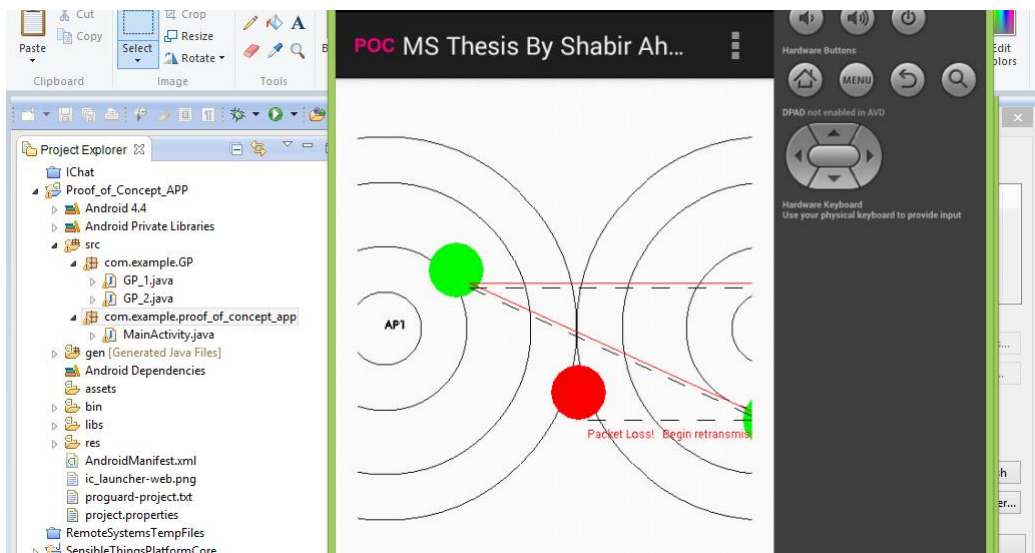 Cut
Copy
Paste
Select
Crop
Resize
Rotate
Clipboard
Image
Tools
POC MS Thesis By Shabir Ah...
Hardware Buttons
MENU
DPAD not enabled in AVD
Hardware Keyboard
Use your physical keyboard to provide input
Project Explorer
IChat
Proof_of_Concept_APP
Android 4.4
Android Private Libraries
src
com.example.GP
GP_1.java
GP_2.java
com.example.proof_of_concept_app
MainActivity.java
gen [Generated Java Files]
Android Dependencies
assets
bin
libs
res
AndroidManifest.xml
ic_launcher-web.png
proguard-project.txt
project.properties
RemoteSystemsTempFiles
SensibleThingsPlatformCore
AP1
Packet Loss! Begin retransmis